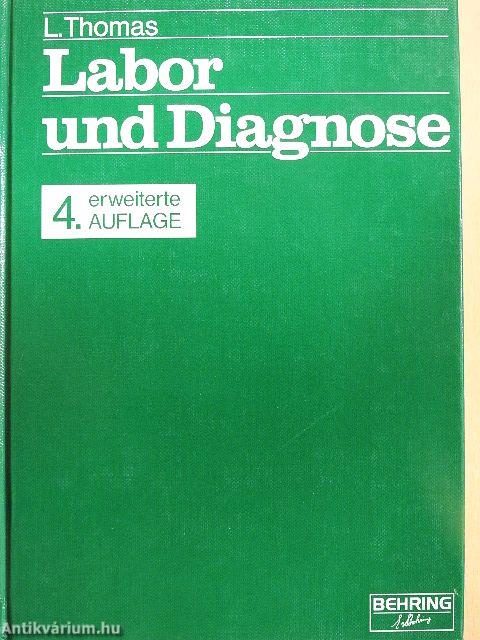 L.Thomas
Labor
und Diagnose
4. erweiterte
AUFLAGE
BEHRING
Antikvárium.hu